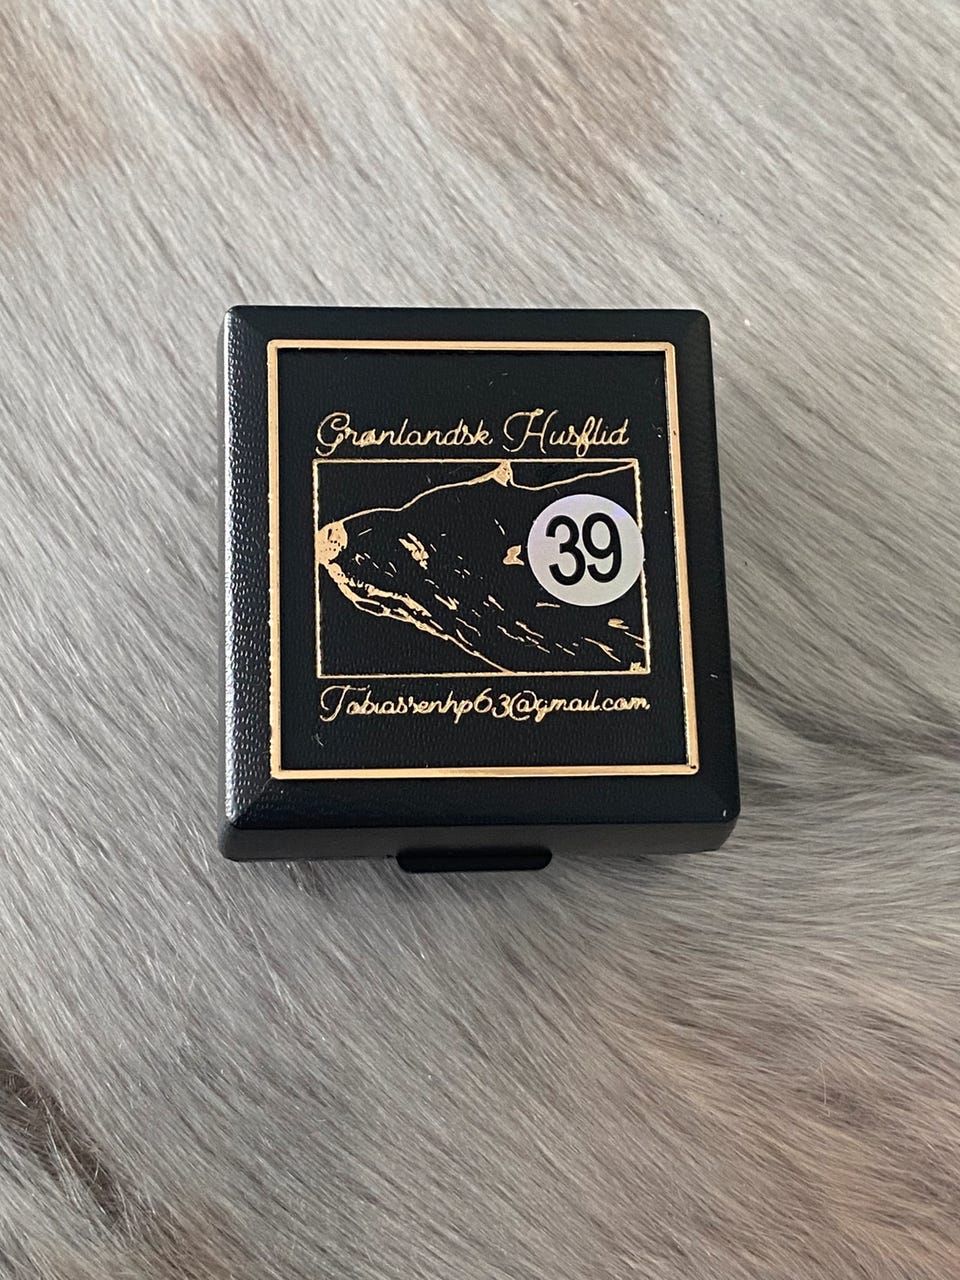 Grønlandsk Husflid
39
Tobiassenhp63@gmail.com